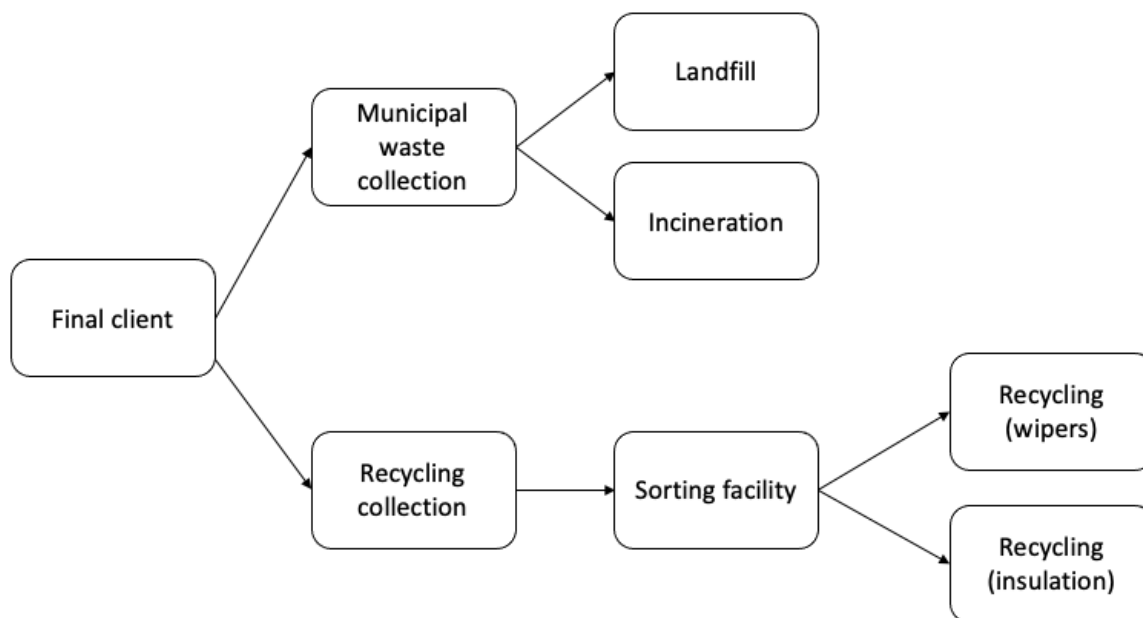 Landfill
Municipal
waste
collection
Incineration
Final client
Recycling
(wipers)
Recycling
collection
Sorting facility
Recycling
(insulation)